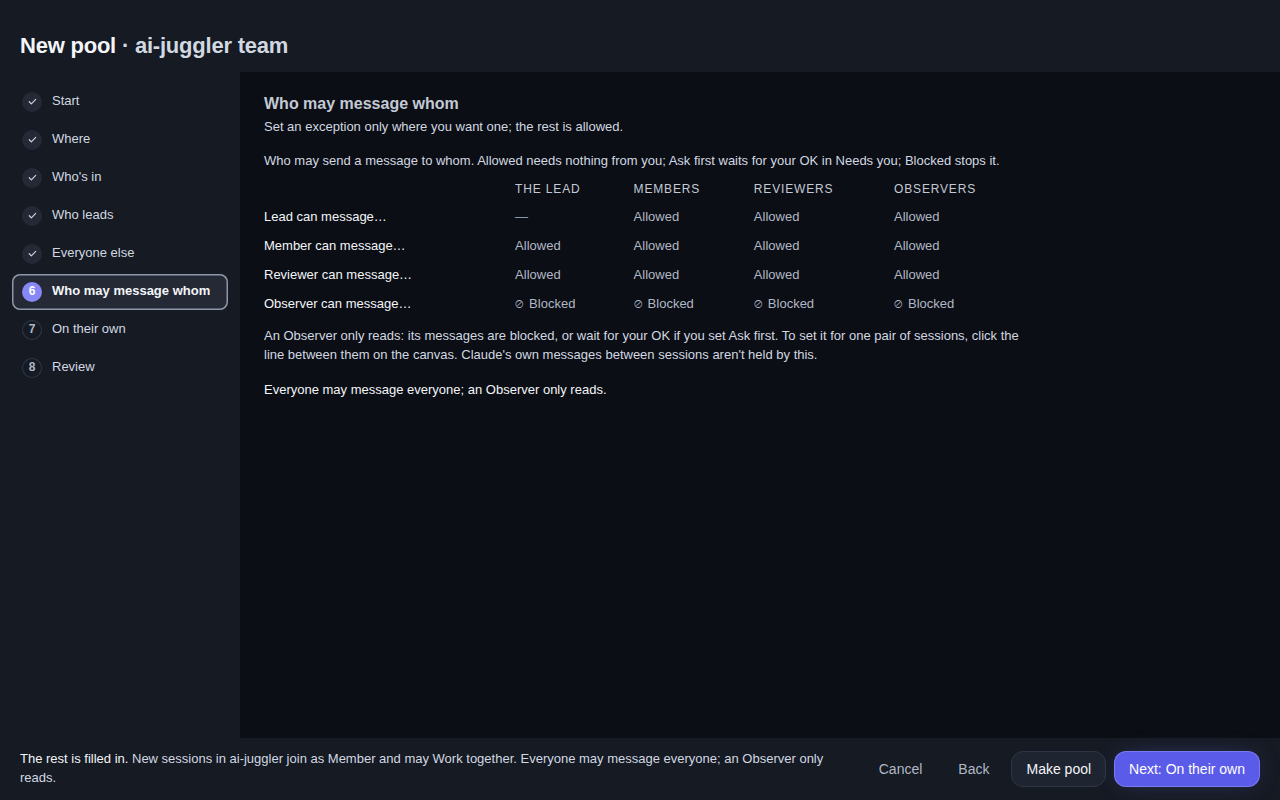 New pool · ai-juggler team
Start
Where
Who's in
Who leads
Everyone else
6 Who may message whom
7 On their own
8 Review
Who may message whom
Set an exception only where you want one; the rest is allowed.
Who may send a message to whom. Allowed needs nothing from you; Ask first waits for your OK in Needs you; Blocked stops it.
THE LEAD MEMBERS REVIEWERS OBSERVERS
Lead can message… — Allowed Allowed Allowed
Member can message… Allowed Allowed Allowed Allowed
Reviewer can message… Allowed Allowed Allowed Allowed
Observer can message… ⊘ Blocked ⊘ Blocked ⊘ Blocked ⊘ Blocked
An Observer only reads: its messages are blocked, or wait for your OK if you set Ask first. To set it for one pair of sessions, click the
line between them on the canvas. Claude's own messages between sessions aren't held by this.
Everyone may message everyone; an Observer only reads.
The rest is filled in. New sessions in ai-juggler join as Member and may Work together. Everyone may message everyone; an Observer only
reads.
Cancel Back Make pool Next: On their own